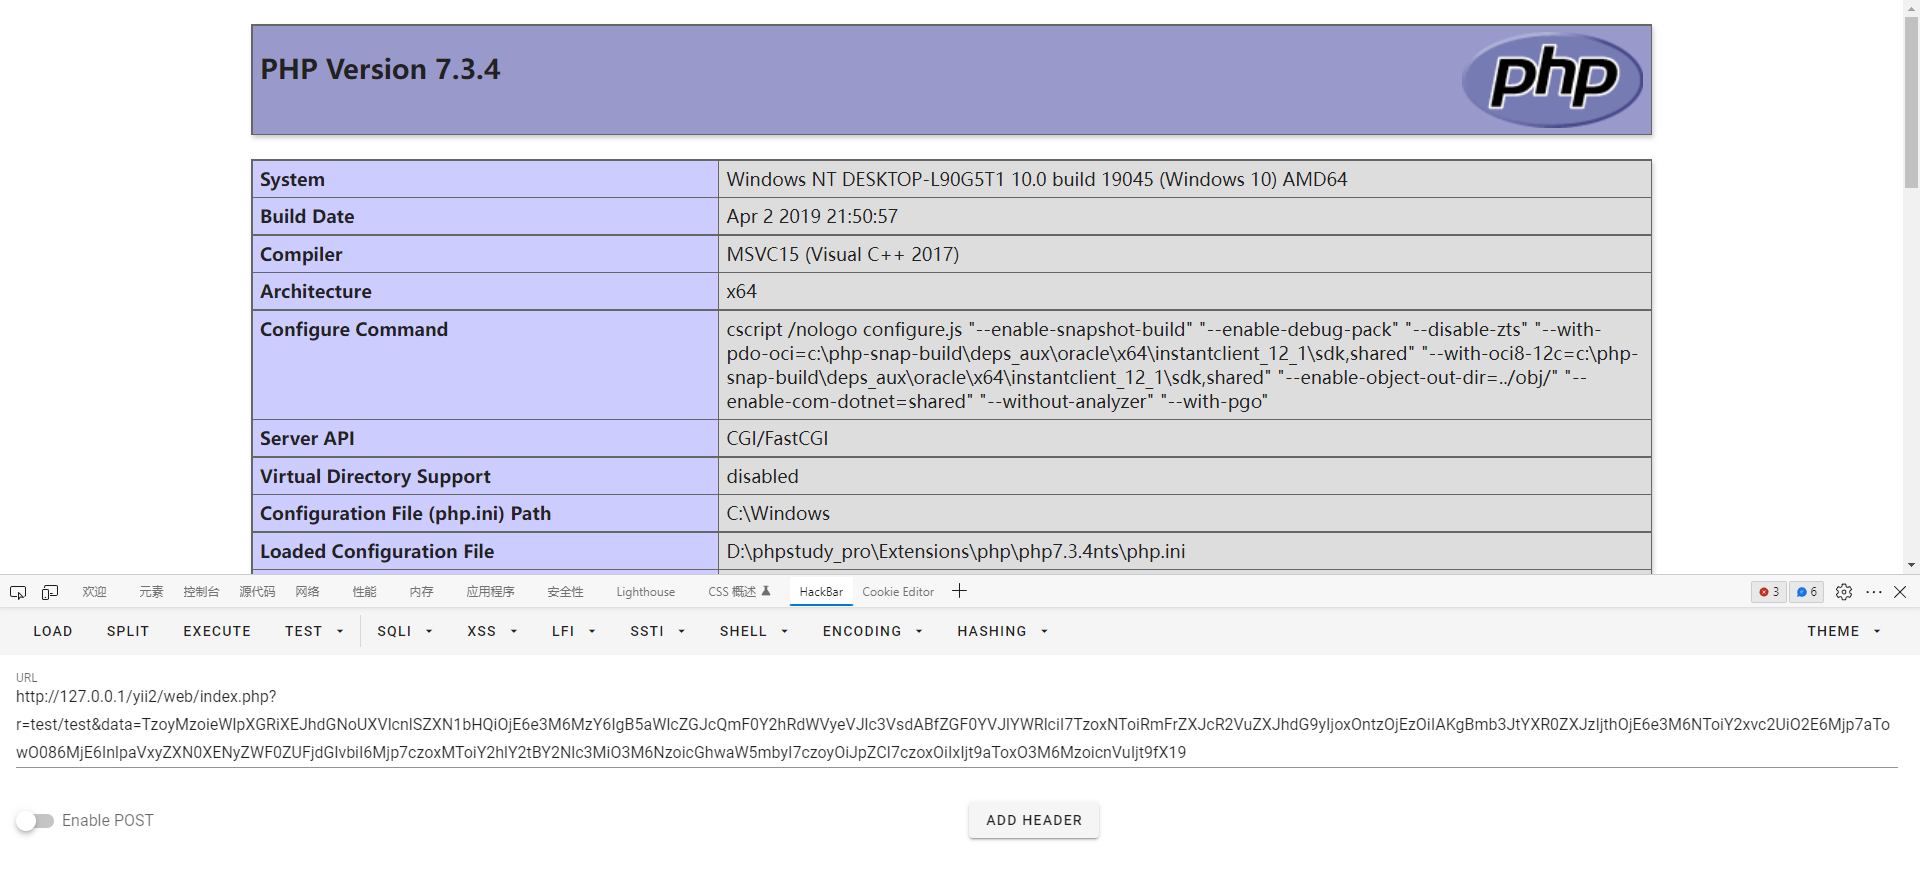 PHP Version 7.3.4
php
System Windows NT DESKTOP-L90G5T1 10.0 build 19045 (Windows 10) AMD64
Build Date Apr 2 2019 21:50:57
Compiler MSVC15 (Visual C++ 2017)
Architecture x64
Configure Command cscript /nologo configure.js "--enable-snapshot-build" "--enable-debug-pack" "--disable-zts" "--with-
pdo-oci=c:\php-snap-build\deps_aux\oracle\x64\instantclient_12_1\sdk,shared" "--with-oci8-12c=c:\php-
snap-build\deps_aux\oracle\x64\instantclient_12_1\sdk,shared" "--enable-object-out-dir=../obj/" "--
enable-com-dotnet=shared" "--without-analyzer" "--with-pgo"
Server API CGI/FastCGI
Virtual Directory Support disabled
Configuration File (php.ini) Path C:\Windows
Loaded Configuration File D:\phpstudy_pro\Extensions\php\php7.3.4nts\php.ini
欢迎 元素 控制台 源代码 网络 性能 内存 应用程序 安全性 Lighthouse CSS 概述 HackBar Cookie Editor 3 6
LOAD SPLIT EXECUTE TEST SQLI XSS LFI SSTI SHELL ENCODING HASHING THEME
URL
http://127.0.0.1/yii2/web/index.php?
Enable POST ADD HEADER